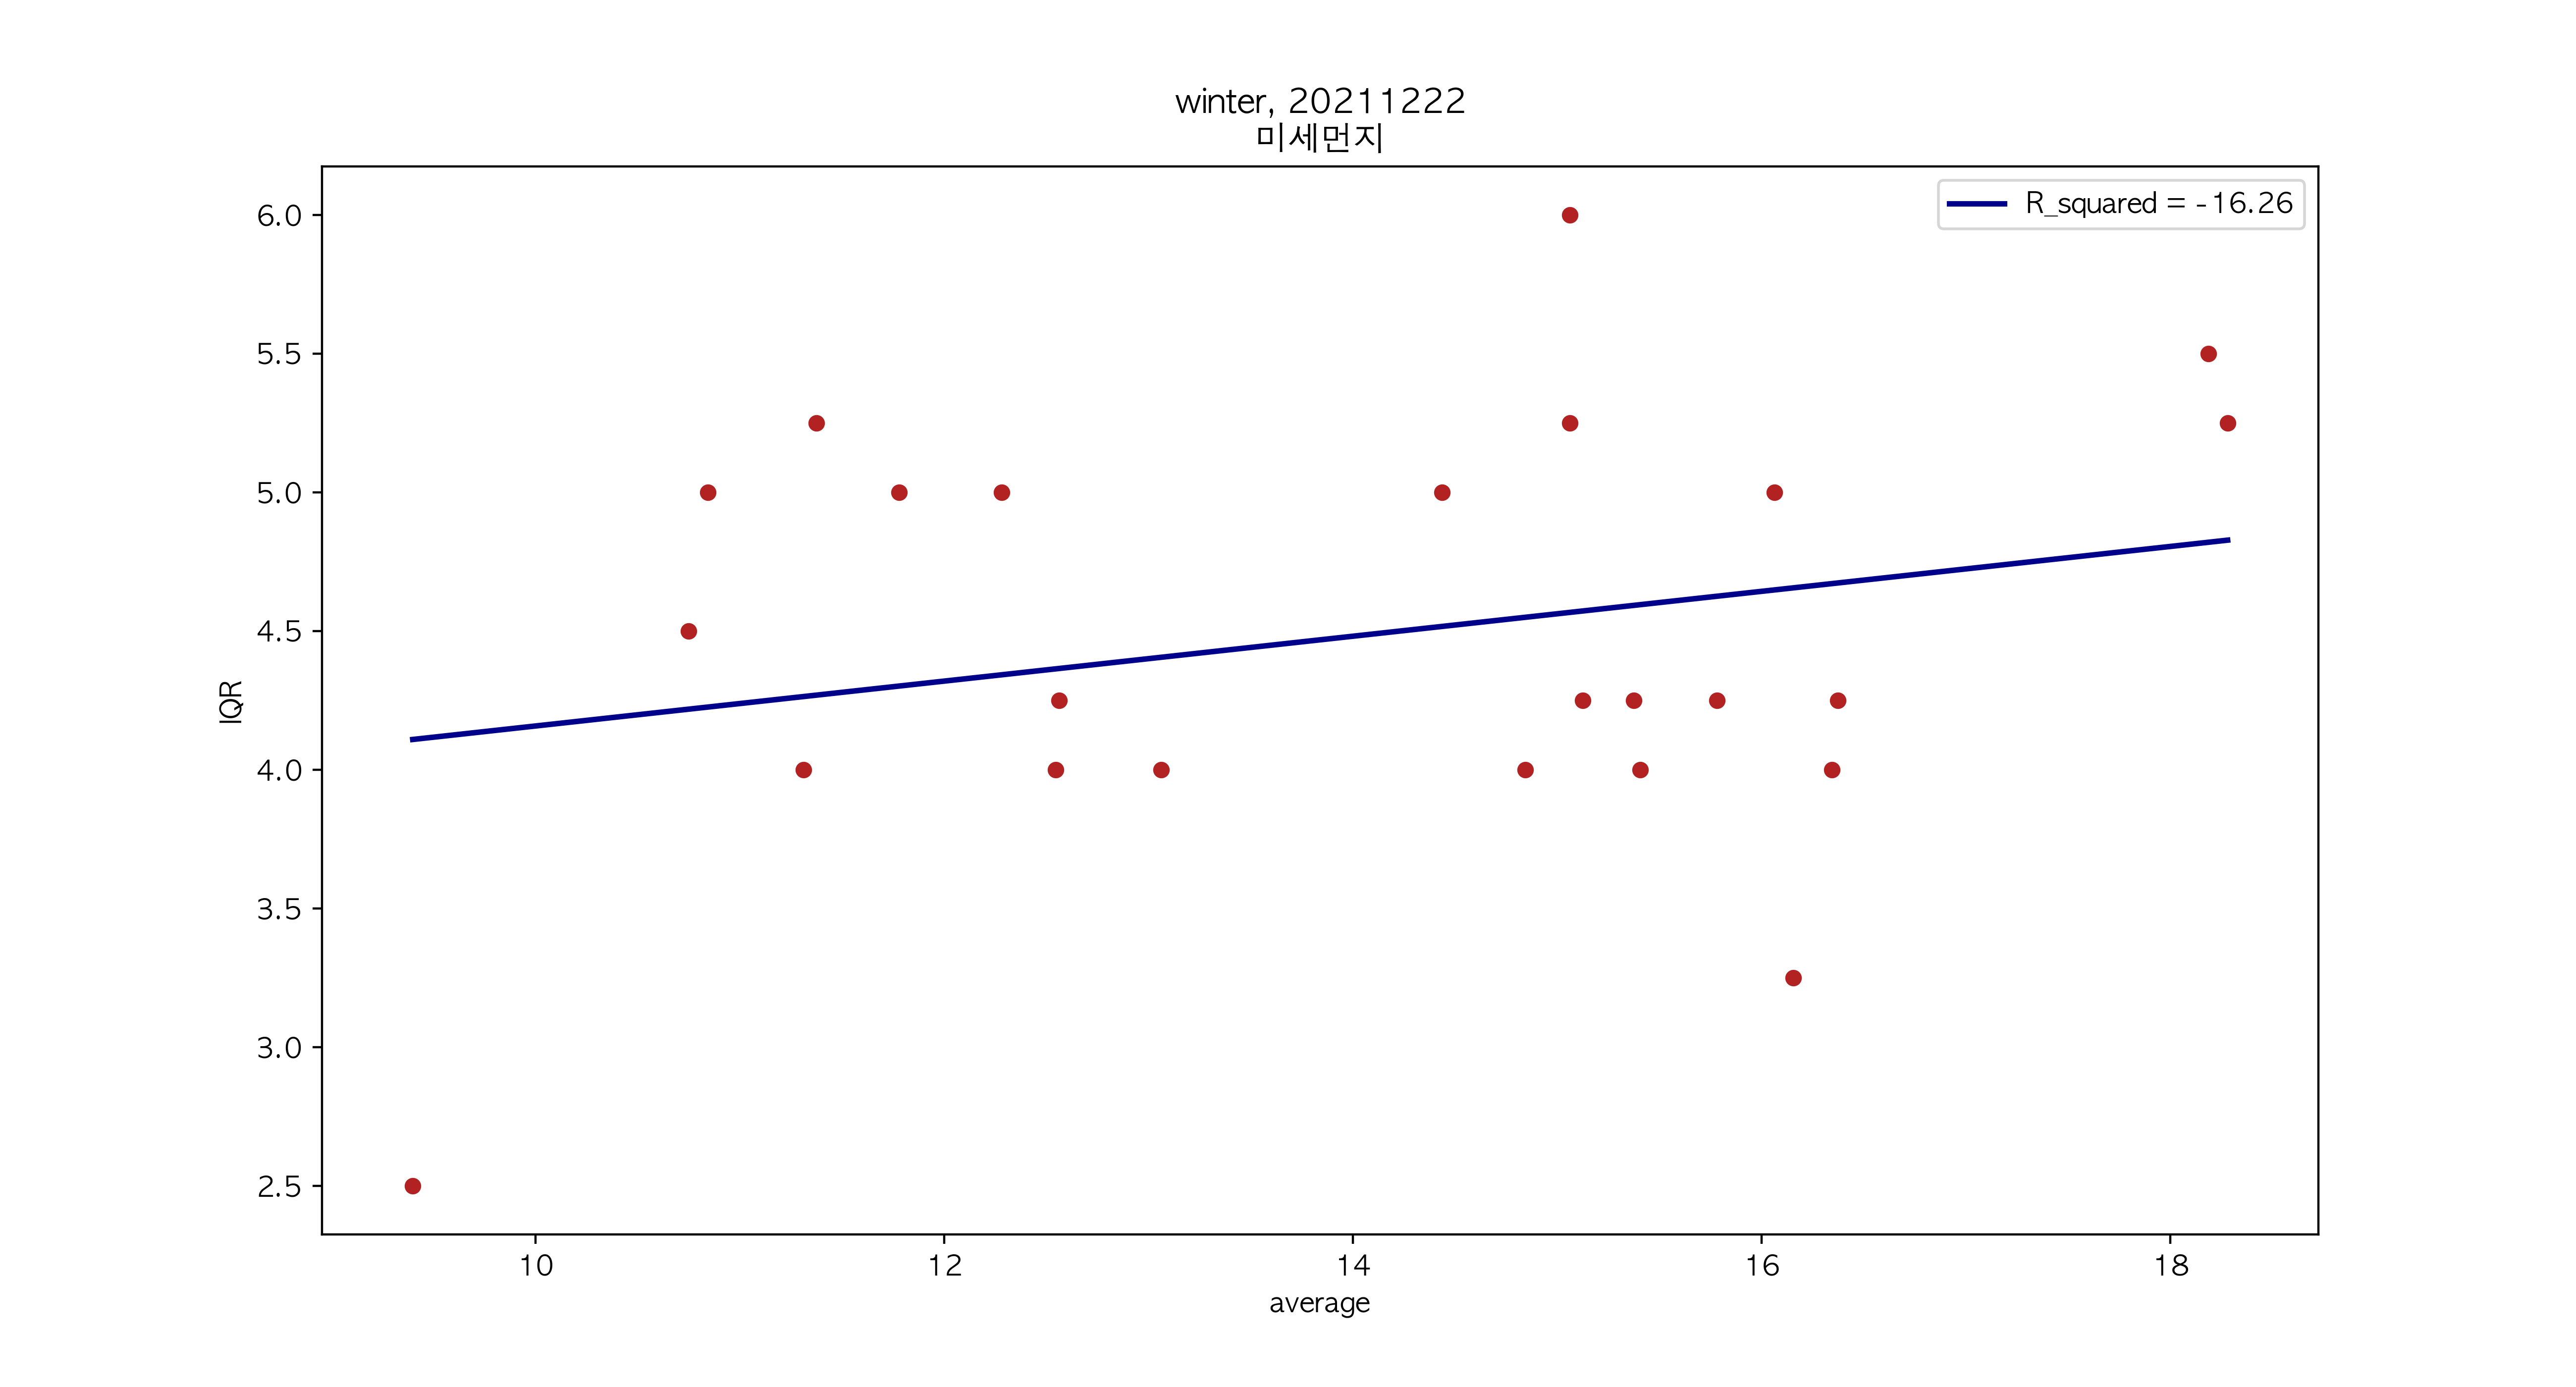 winter, 20211222
미세먼지
R_squared = -16.26
6.0
5.5
5.0
4.5
4.0
3.5
3.0
2.5
IQR
10 12 14 16 18
average